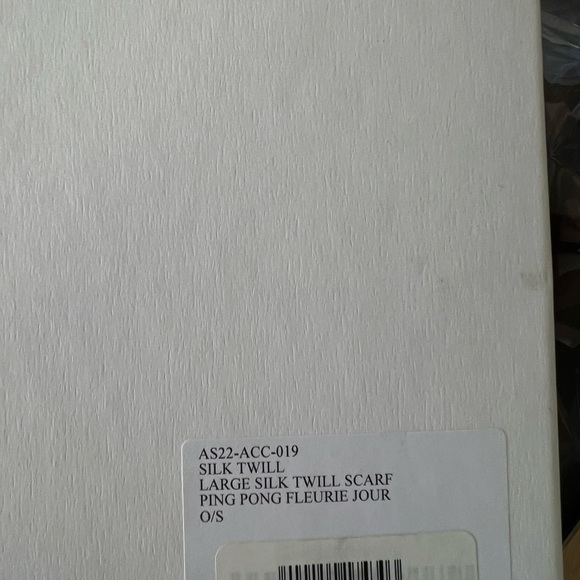 AS22-ACC-019
SILK TWILL
LARGE SILK TWILL SCARF
PING PONG FLEURIE JOUR
O/S